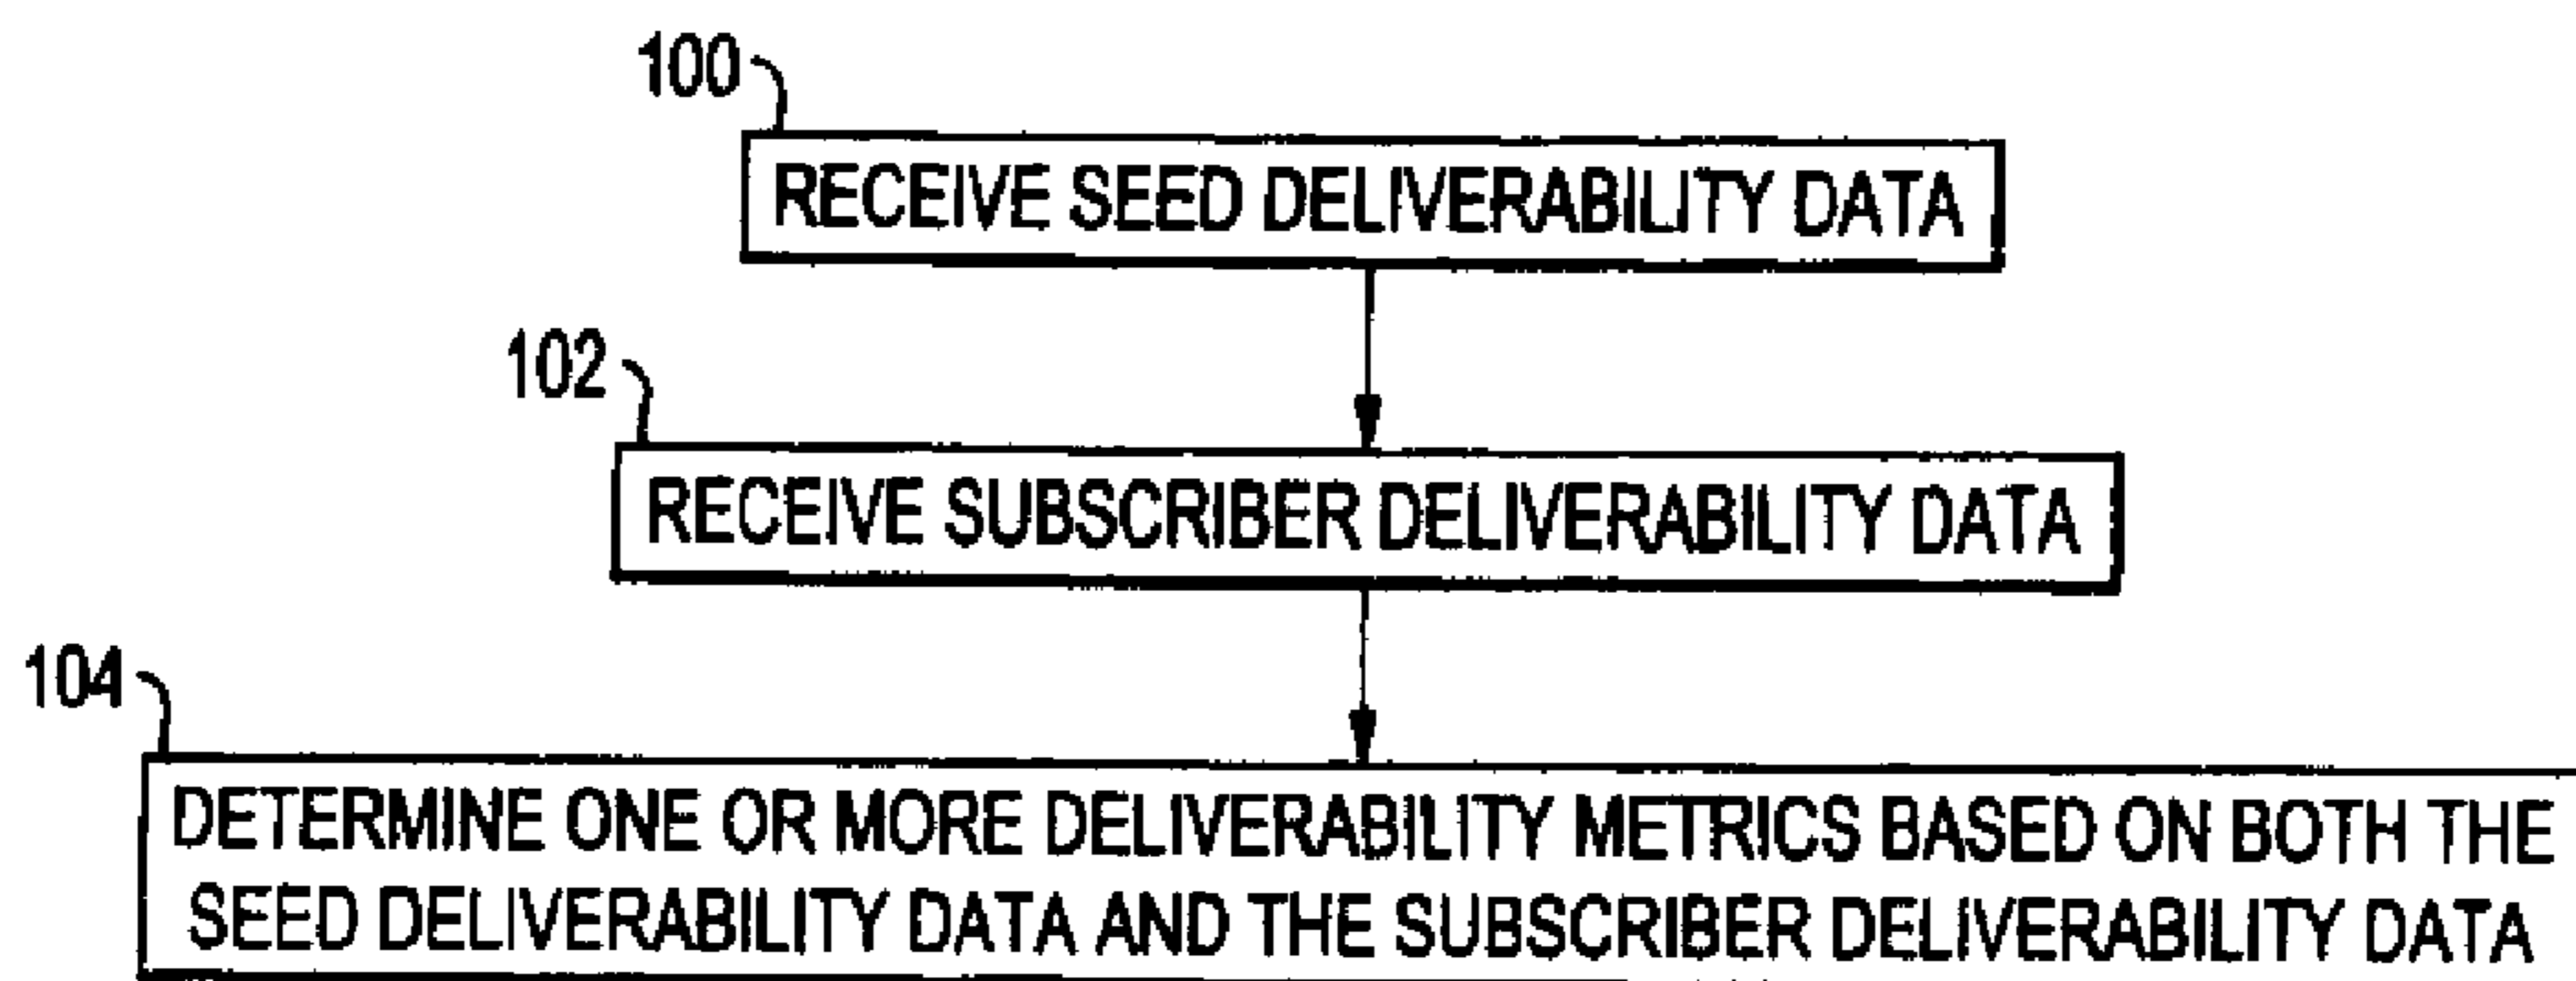 100
RECEIVE SEED DELIVERABILITY DATA
102
RECEIVE SUBSCRIBER DELIVERABILITY DATA
104
DETERMINE ONE OR MORE DELIVERABILITY METRICS BASED ON BOTH THE
SEED DELIVERABILITY DATA AND THE SUBSCRIBER DELIVERABILITY DATA